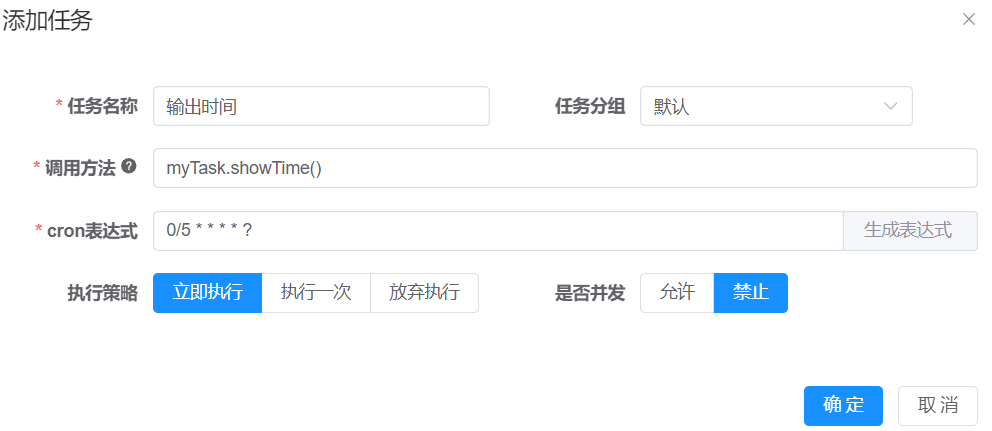 添加任务
* 任务名称 输出时间 任务分组 默认
* 调用方法 ? myTask.showTime()
* cron表达式 0/5 * * * * ? 生成表达式
执行策略 立即执行 执行一次 放弃执行 是否并发 允许 禁止
确定 取消